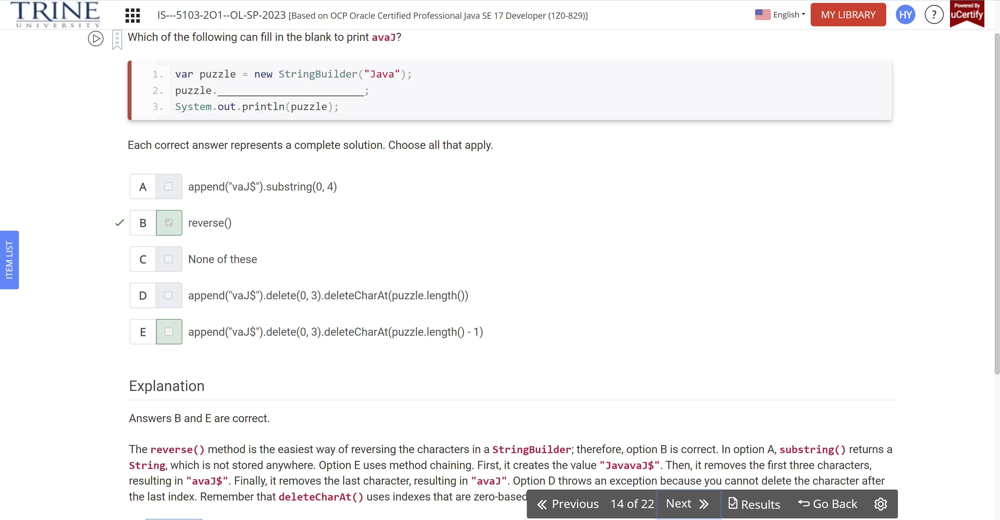 TRINE
UNIVERSITY
IS---5103-2O1--OL-SP-2023 [Based on OCP Oracle Certified Professional Java SE 17 Developer (1Z0-829)]
English
MY LIBRARY
HY
?
Powered By
uCertify
Which of the following can fill in the blank to print avaJ?
1. var puzzle = new StringBuilder("Java");
2. puzzle.________________________;
3. System.out.println(puzzle);
Each correct answer represents a complete solution. Choose all that apply.
A append("vaJ$").substring(0, 4)
B reverse()
C None of these
D append("vaJ$").delete(0, 3).deleteCharAt(puzzle.length())
E append("vaJ$").delete(0, 3).deleteCharAt(puzzle.length() - 1)
ITEM LIST
Explanation
Answers B and E are correct.
The reverse() method is the easiest way of reversing the characters in a StringBuilder; therefore, option B is correct. In option A, substring() returns a
String, which is not stored anywhere. Option E uses method chaining. First, it creates the value "JavavaJ$". Then, it removes the first three characters,
resulting in "avaJ$". Finally, it removes the last character, resulting in "avaJ". Option D throws an exception because you cannot delete the character after
the last index. Remember that deleteCharAt() uses indexes that are zero-based
Previous 14 of 22 Next Results Go Back